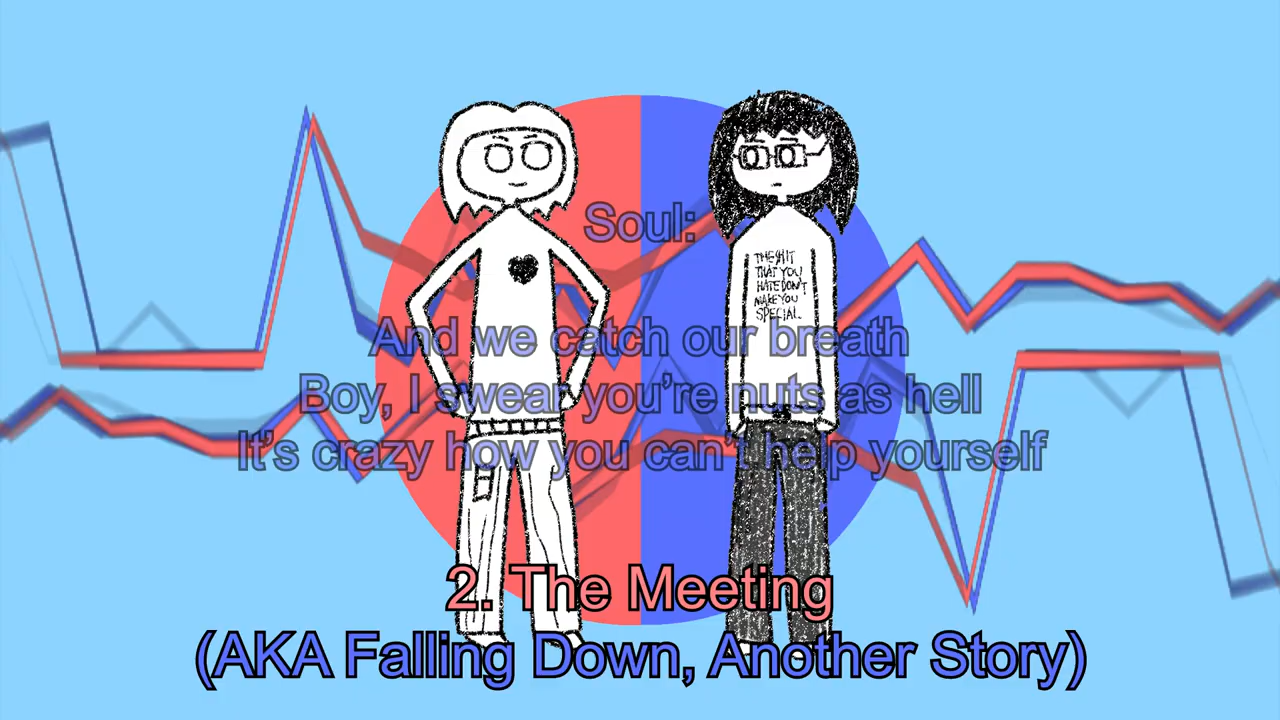 THE SHIT
THAT YOU
HATE DON'T
MAKE YOU
SPECIAL.
Soul:
And we catch our breath
Boy, I swear you're nuts as hell
It's crazy how you can't help yourself
2. The Meeting
(AKA Falling Down, Another Story)